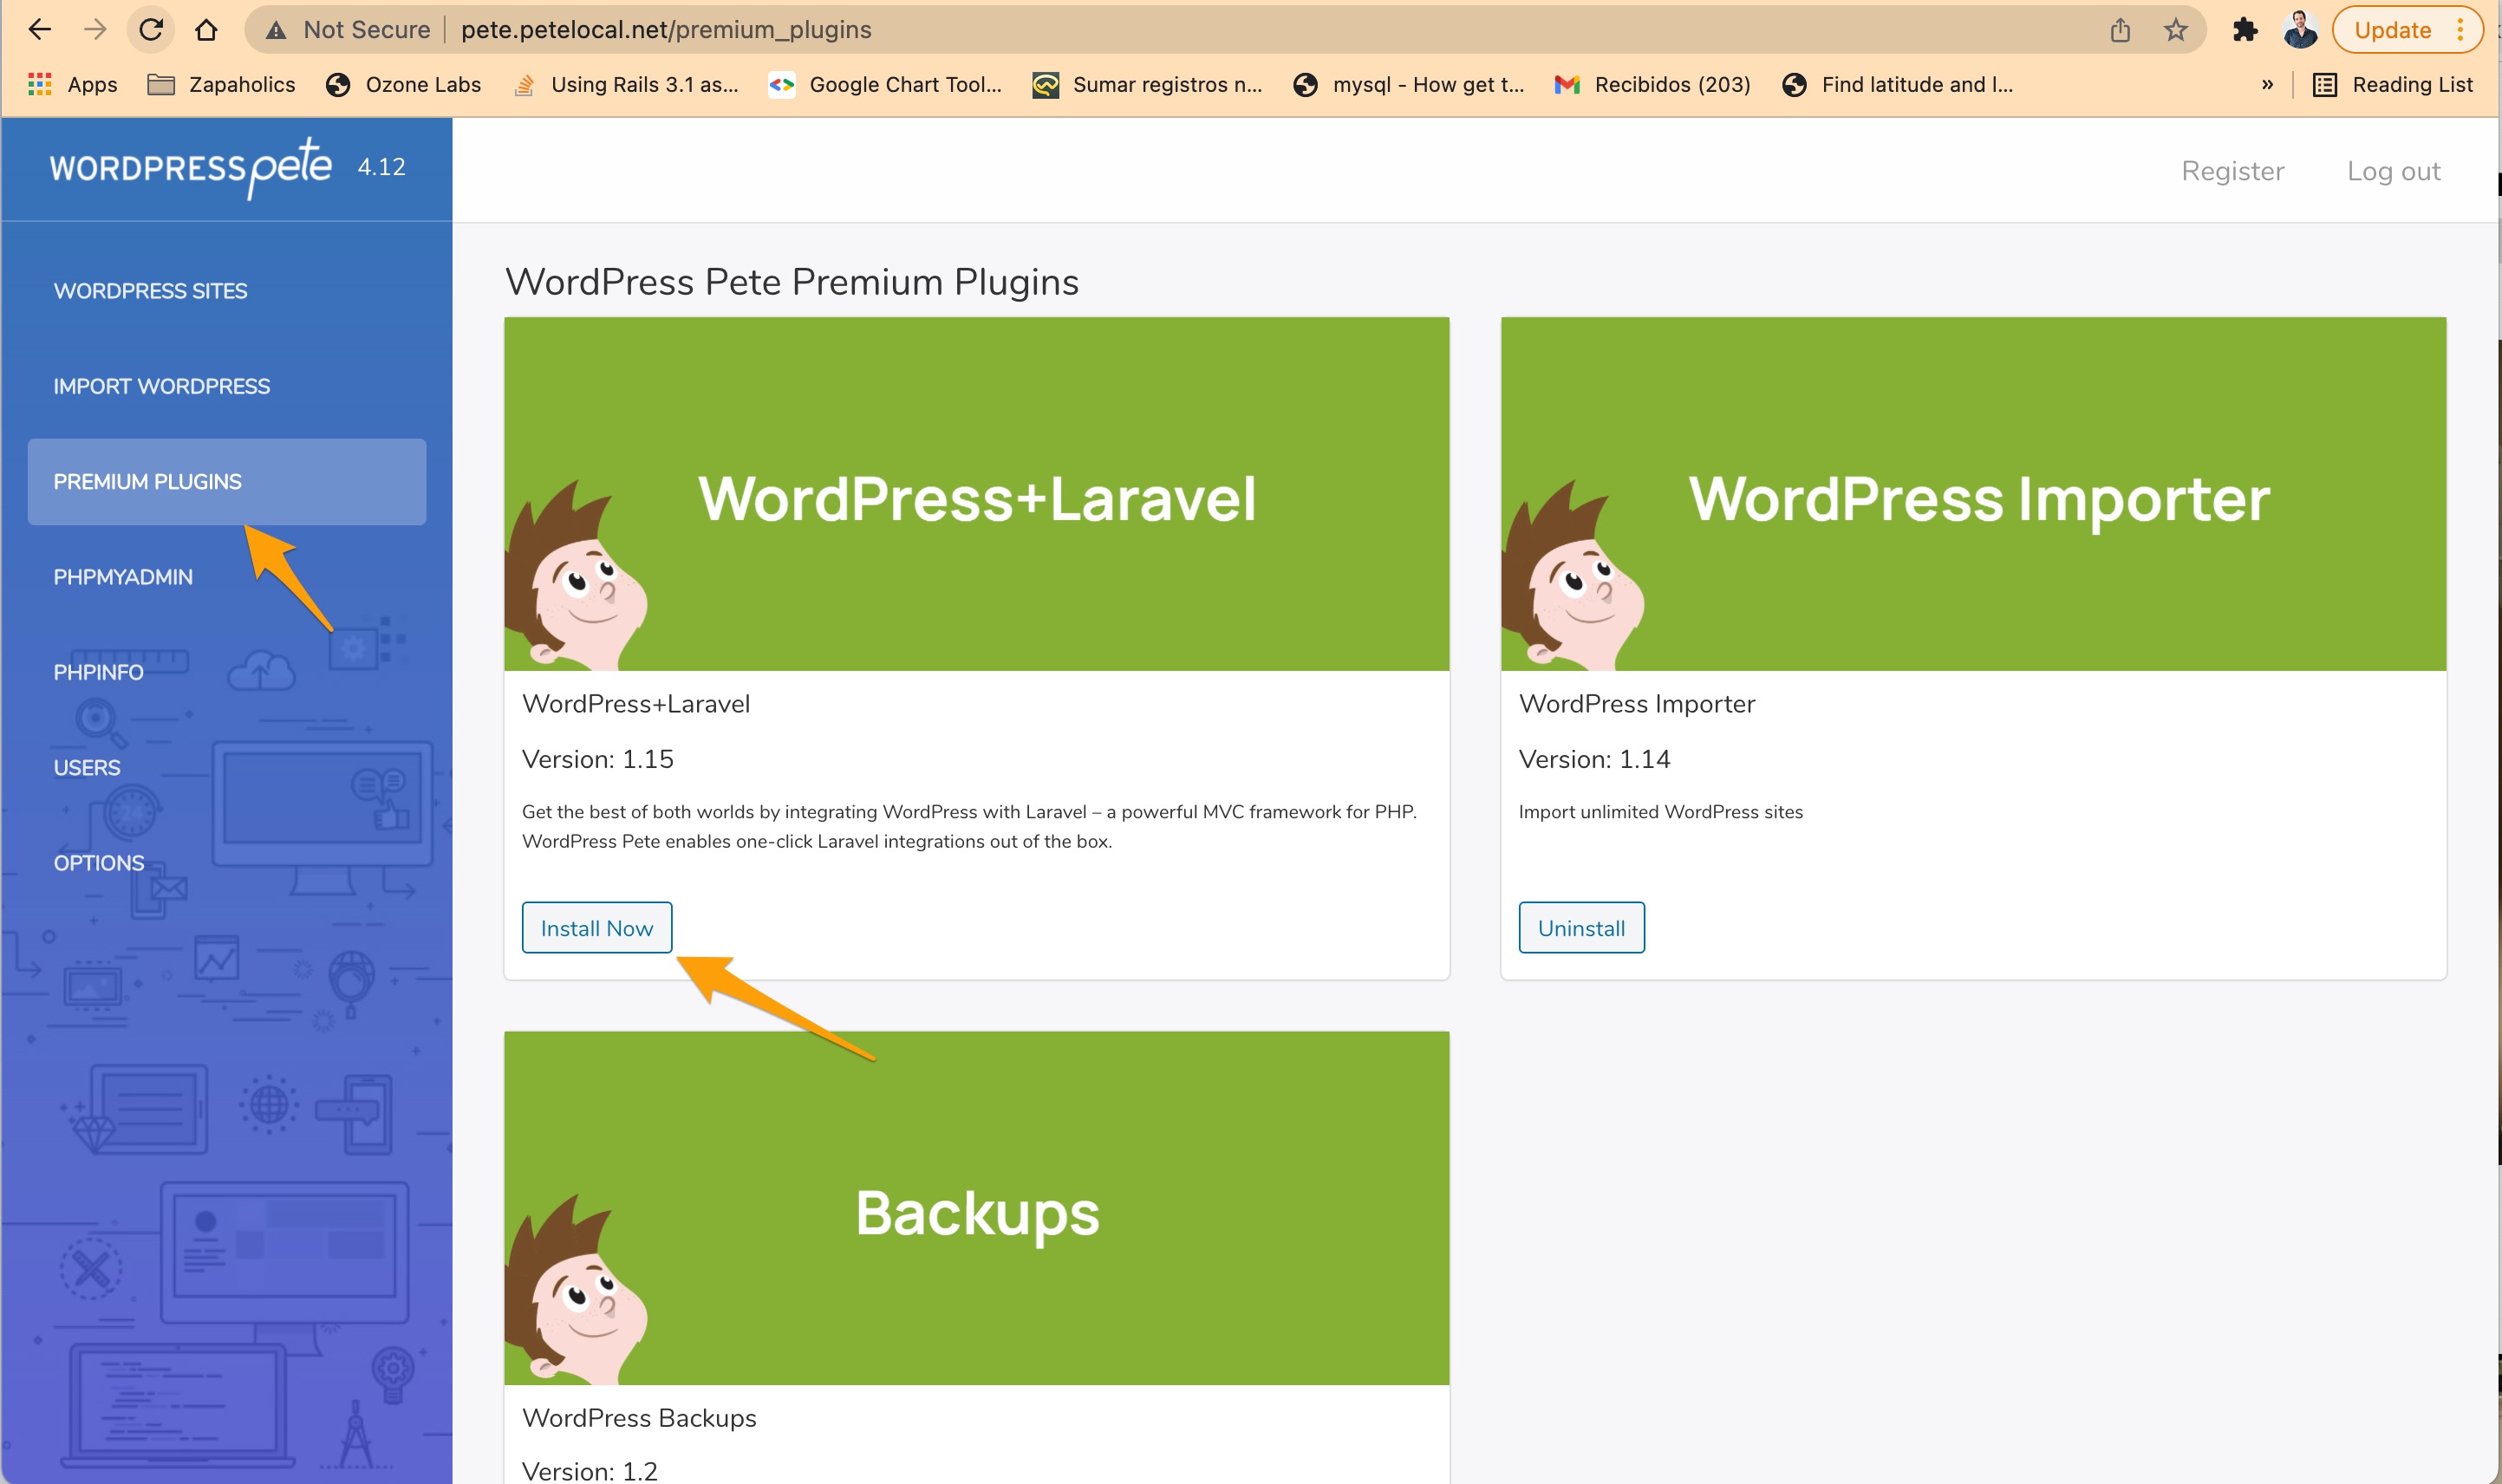 Not Secure
pete.petelocal.net/premium_plugins
Update
Apps
Zapaholics
Ozone Labs
Using Rails 3.1 as...
Google Chart Tool...
Sumar registros n...
mysql - How get t...
Recibidos (203)
Find latitude and l...
»
Reading List
WORDPRESS pete 4.12
Register
Log out
WORDPRESS SITES
IMPORT WORDPRESS
PREMIUM PLUGINS
PHPMYADMIN
PHPINFO
USERS
OPTIONS
WordPress Pete Premium Plugins
WordPress+Laravel
WordPress+Laravel
Version: 1.15
Get the best of both worlds by integrating WordPress with Laravel – a powerful MVC framework for PHP.
WordPress Pete enables one-click Laravel integrations out of the box.
Install Now
WordPress Importer
WordPress Importer
Version: 1.14
Import unlimited WordPress sites
Uninstall
Backups
WordPress Backups
Version: 1.2